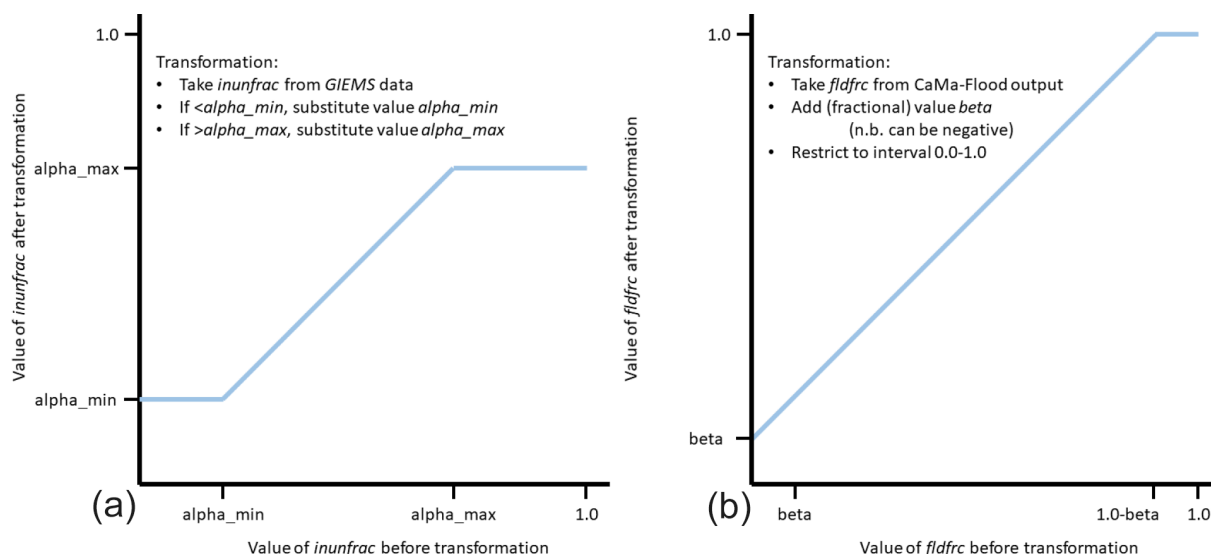 1.0
Transformation:
• Take inunfrac from GIEMS data
• If <alpha_min, substitute value alpha_min
• If >alpha_max, substitute value alpha_max
alpha_max
alpha_min
Value of inunfrac after transformation
(a)
alpha_min
alpha_max
1.0
Value of inunfrac before transformation
1.0
Transformation:
• Take fldfrc from CaMa-Flood output
• Add (fractional) value beta
(n.b. can be negative)
• Restrict to interval 0.0-1.0
beta
Value of fldfrc after transformation
(b)
beta
1.0-beta
1.0
Value of fldfrc before transformation